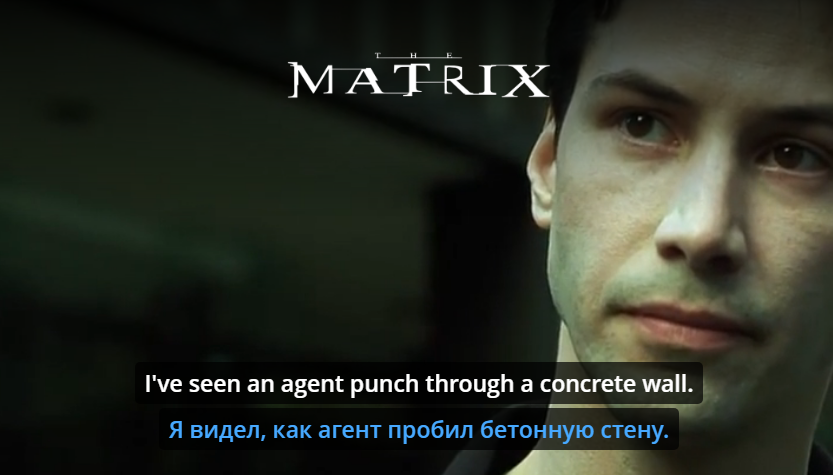 THE
MATRIX
I've seen an agent punch through a concrete wall.
Я видел, как агент пробил бетонную стену.